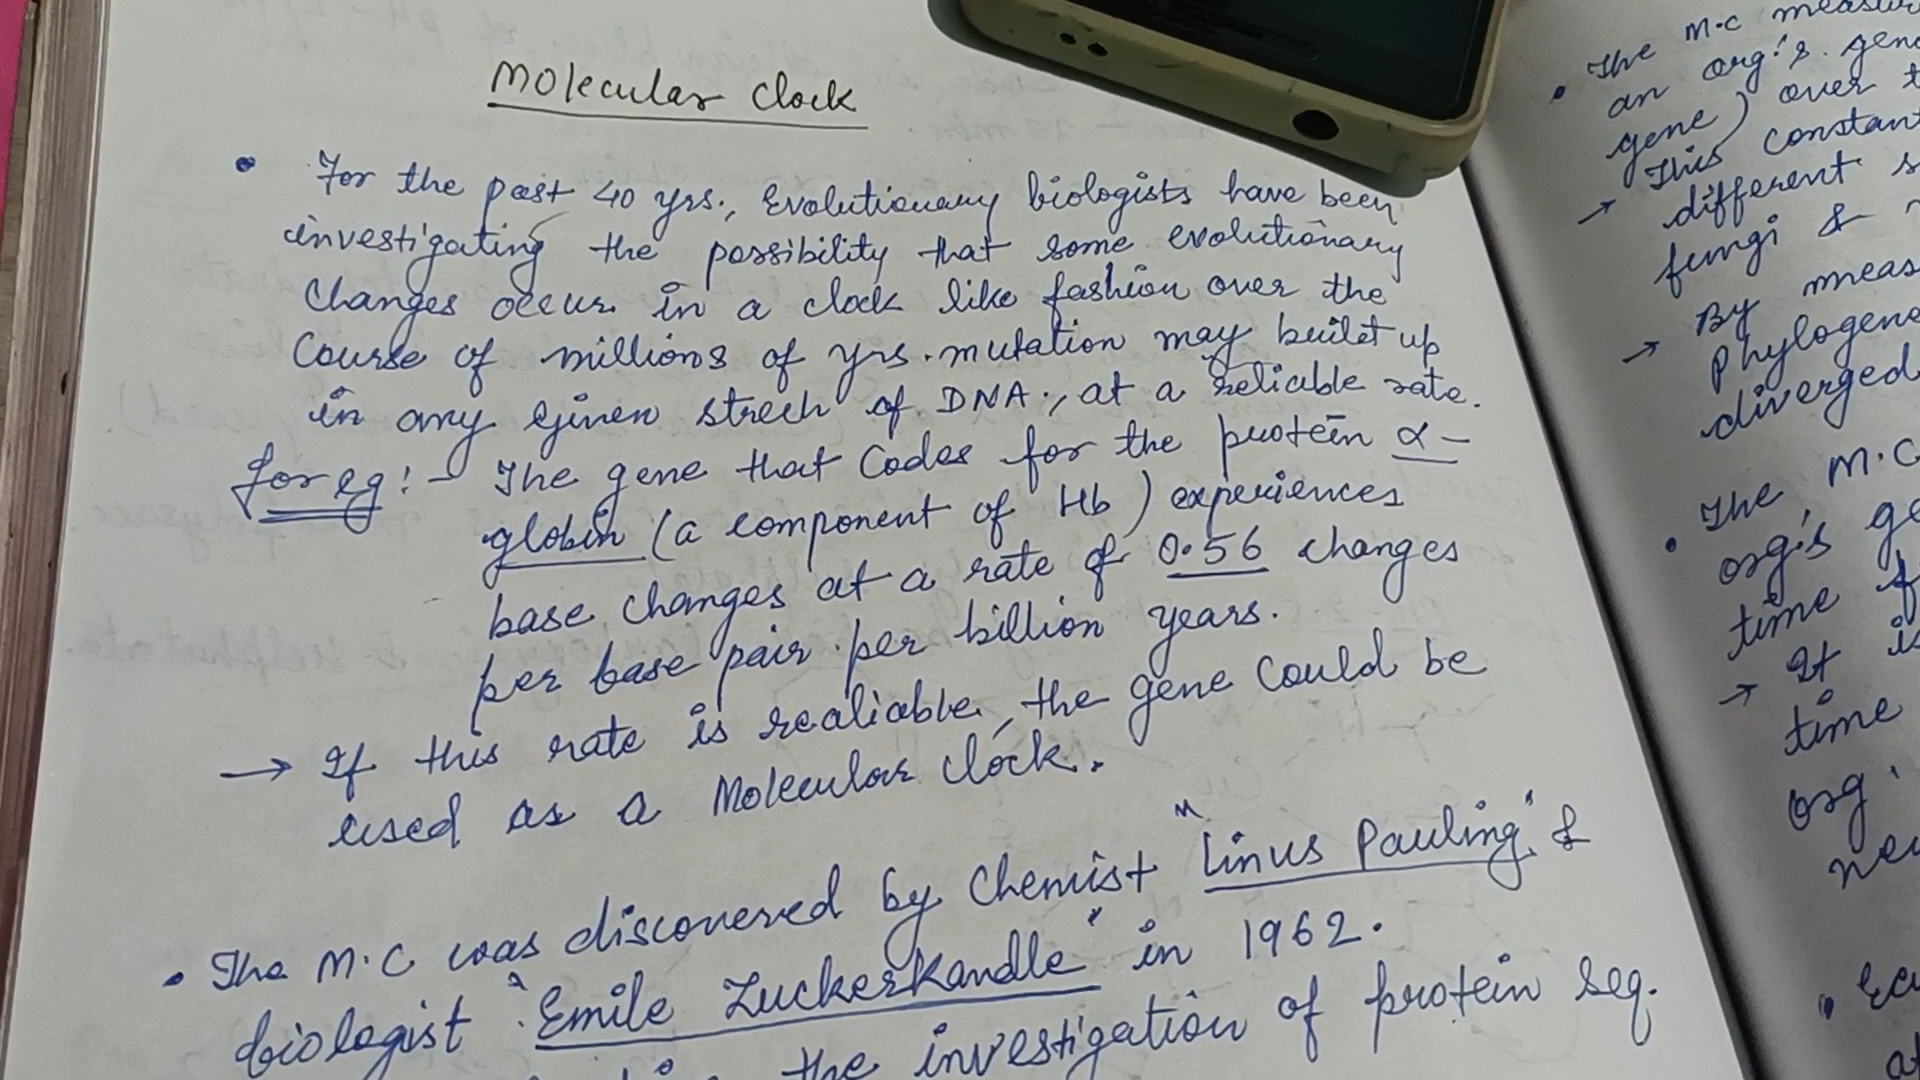 Molecular Clock
• For the past 40 yrs., Evolutionary biologists have been
investigating the possibility that some evolutionary
Changes occur in a clock like fashion over the
Course of millions of yrs. mutation may built up
in any given strech of DNA., at a reliable rate.
for eg:- The gene that Codes for the protein α-
globin (a component of Hb) experiences
base changes at a rate of 0.56 changes
per base pair per billion years.
→ If this rate is realiable, the gene could be
used as a Molecular Clock.
• The M.C was discovered by Chemist "Linus Pauling" &
biologist "Emile Zuckerkandle" in 1962.
the investigation of protein seq.
• The M.C
an org's.
gene) over
→ This constant
different
fungi &
→ By
diverged
• The M.C
org's
time
→ It is
time
org.